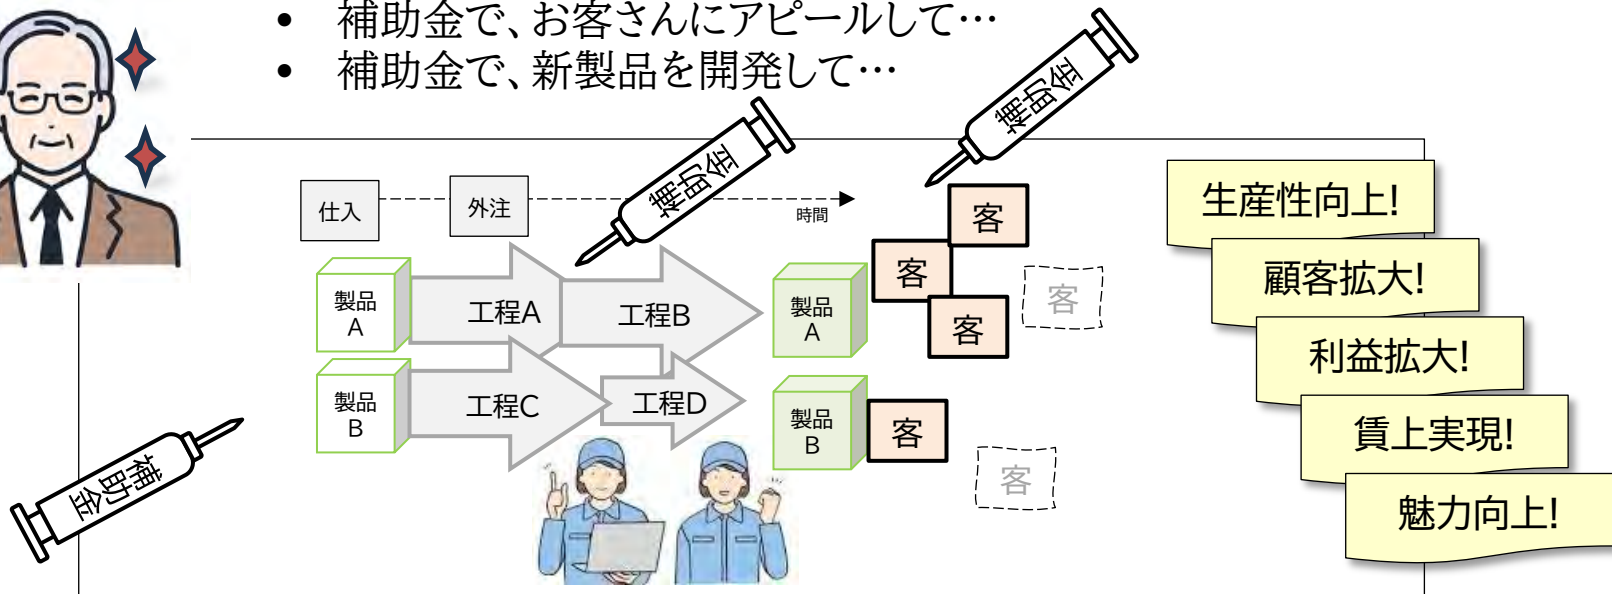 • 補助金で、お客さんにアピールして…
• 補助金で、新製品を開発して…
補助金
補助金
仕入
外注
時間
客
生産性向上!
客
顧客拡大!
製品
A
工程A
工程B
製品
A
客
客
利益拡大!
製品
B
工程C
工程D
製品
B
客
賃上実現!
補助金
客
魅力向上!